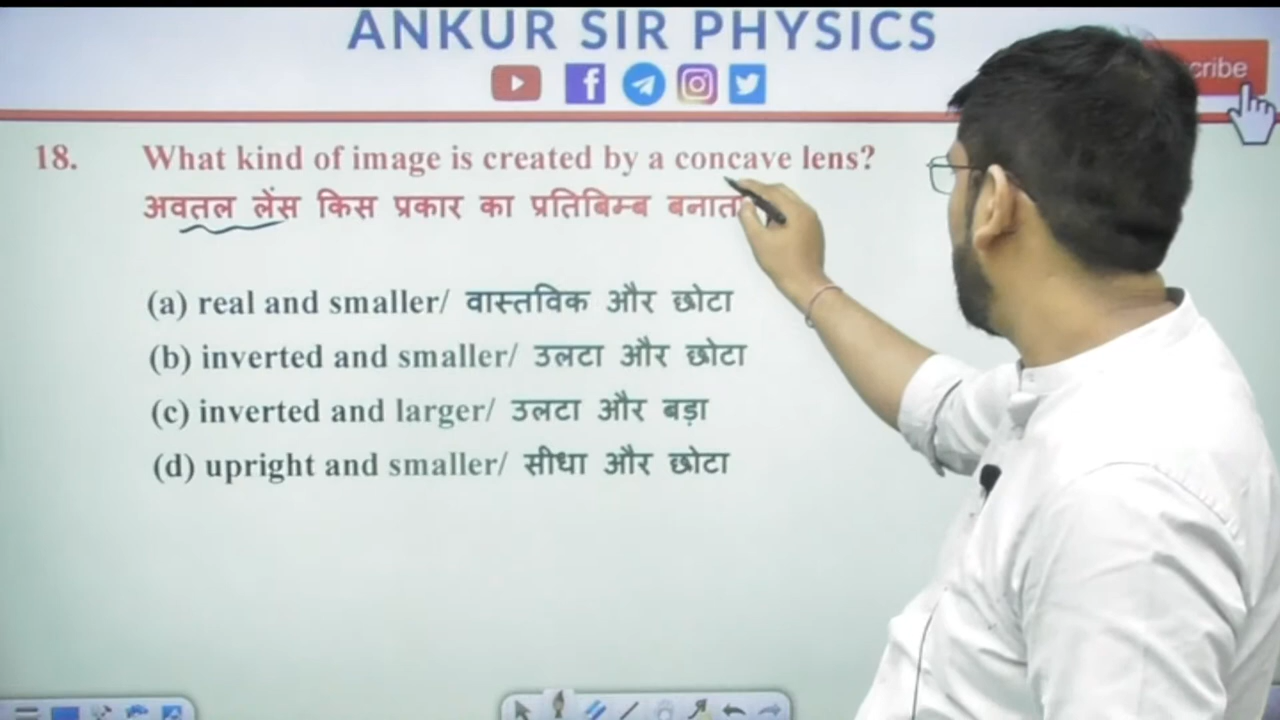 ANKUR SIR PHYSICS
cribe
18. What kind of image is created by a concave lens?
अवतल लेंस किस प्रकार का प्रतिबिम्ब बनाता
(a) real and smaller/ वास्तविक और छोटा
(b) inverted and smaller/ उलटा और छोटा
(c) inverted and larger/ उलटा और बड़ा
(d) upright and smaller/ सीधा और छोटा